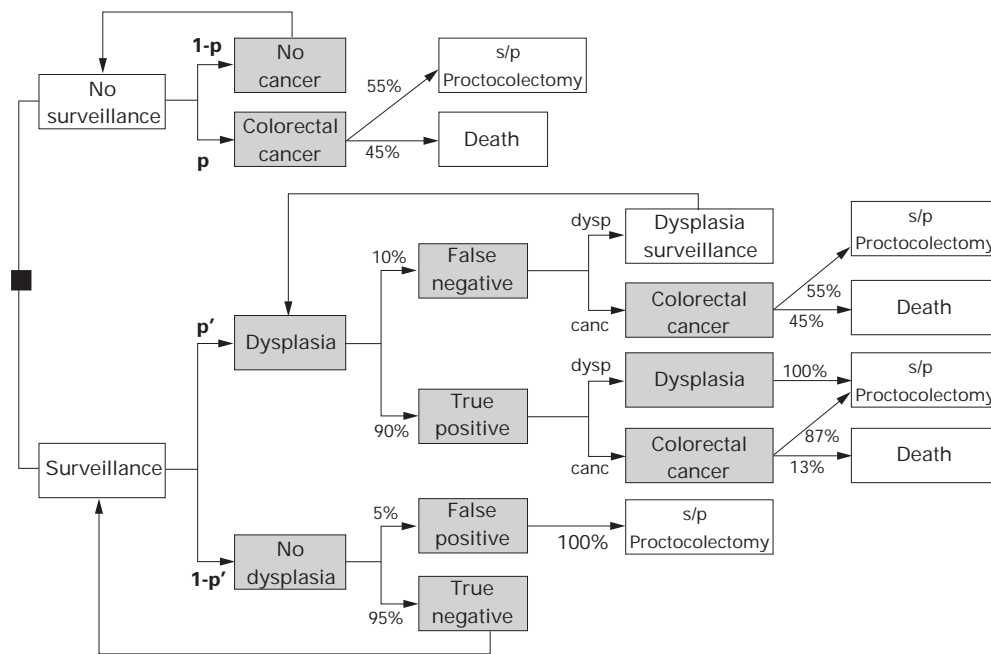 1-p
No
cancer
s/p
Proctocolectomy
55%
No
surveillance
Colorectal
cancer
Death
45%
p
dysp
Dysplasia
surveillance
s/p
Proctocolectomy
10%
False
negative
55%
Colorectal
cancer
Death
45%
canc
p'
Dysplasia
dysp
Dysplasia
100%
s/p
Proctocolectomy
True
positive
90%
87%
Colorectal
cancer
Death
13%
canc
Surveillance
5%
False
positive
100%
s/p
Proctocolectomy
No
dysplasia
1-p'
True
negative
95%